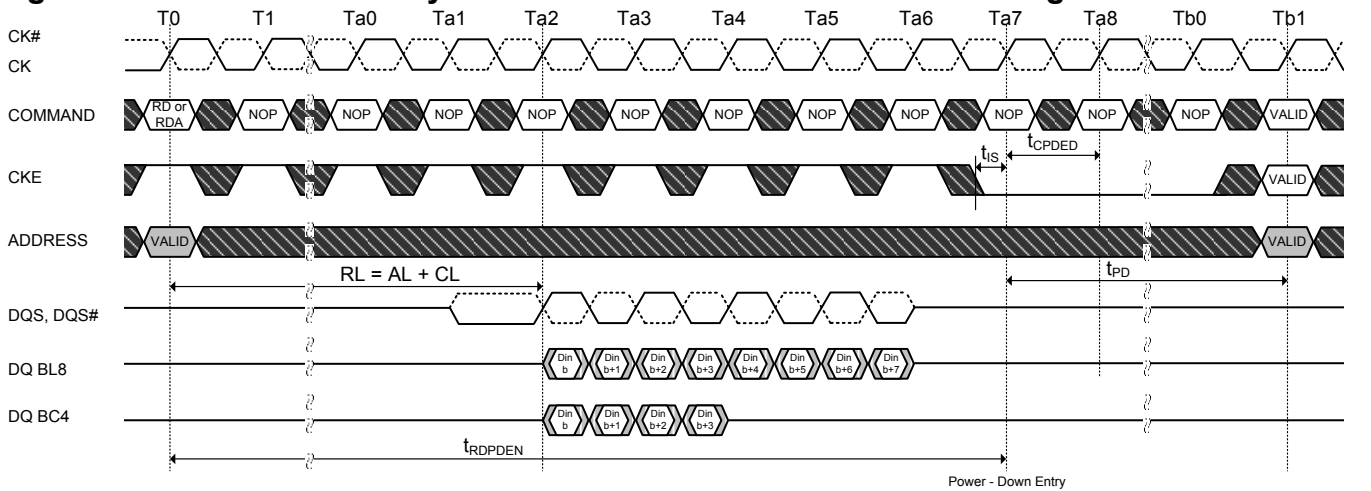 T0 T1 Ta0 Ta1 Ta2 Ta3 Ta4 Ta5 Ta6 Ta7 Ta8 Tb0 Tb1
CK#
CK
COMMAND RD or RDA NOP NOP NOP NOP NOP NOP NOP NOP NOP NOP NOP VALID
tIS tCPDED
CKE VALID
ADDRESS VALID VALID
RL = AL + CL tPD
DQS, DQS#
DQ BL8 Din b Din b+1 Din b+2 Din b+3 Din b+4 Din b+5 Din b+6 Din b+7
DQ BC4 Din b Din b+1 Din b+2 Din b+3
tRDPDEN
Power - Down Entry